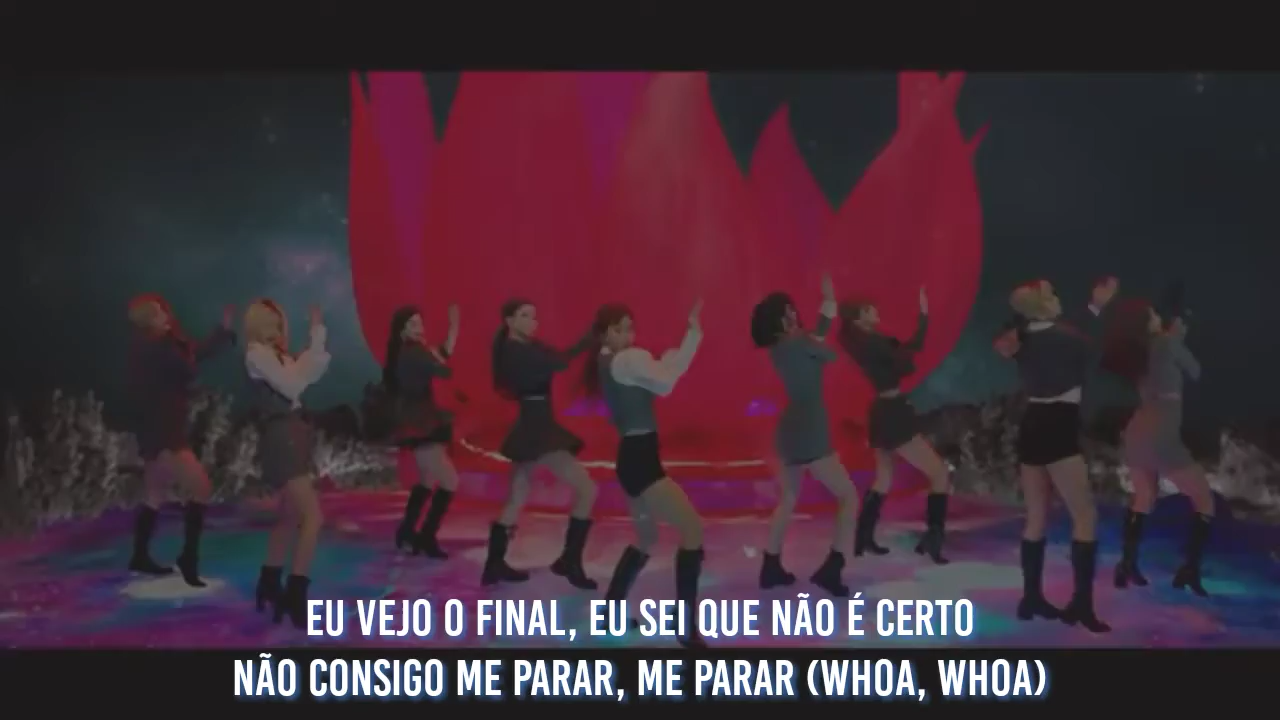 EU VEJO O FINAL, EU SEI QUE NÃO É CERTO
NÃO CONSIGO ME PARAR, ME PARAR (WHOA, WHOA)